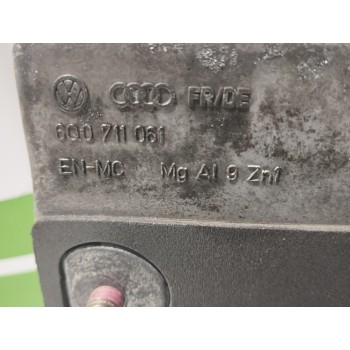 FR/DE
6Q0 711 061
EN-MC Mg Al 9 Zn1